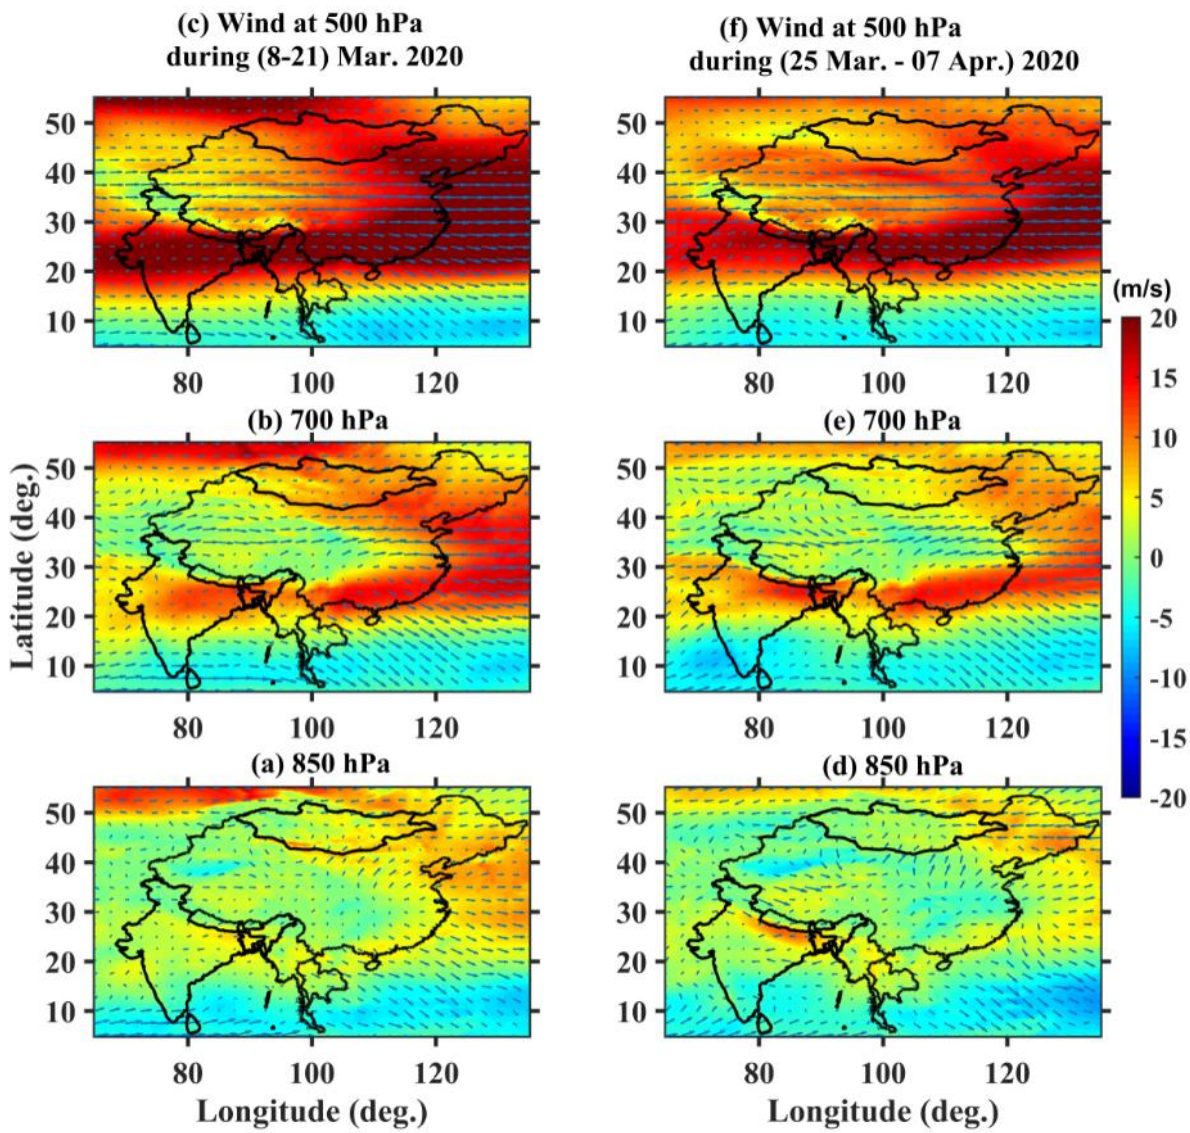 (c) Wind at 500 hPa
during (8-21) Mar. 2020
(f) Wind at 500 hPa
during (25 Mar. - 07 Apr.) 2020
50
40
30
20
10
80 100 120
50
40
30
20
10
80 100 120
(m/s)
20
15
10
5
0
-5
-10
-15
-20
(b) 700 hPa
(e) 700 hPa
Latitude (deg.)
50
40
30
20
10
80 100 120
50
40
30
20
10
80 100 120
(a) 850 hPa
(d) 850 hPa
50
40
30
20
10
80 100 120
Longitude (deg.)
50
40
30
20
10
80 100 120
Longitude (deg.)